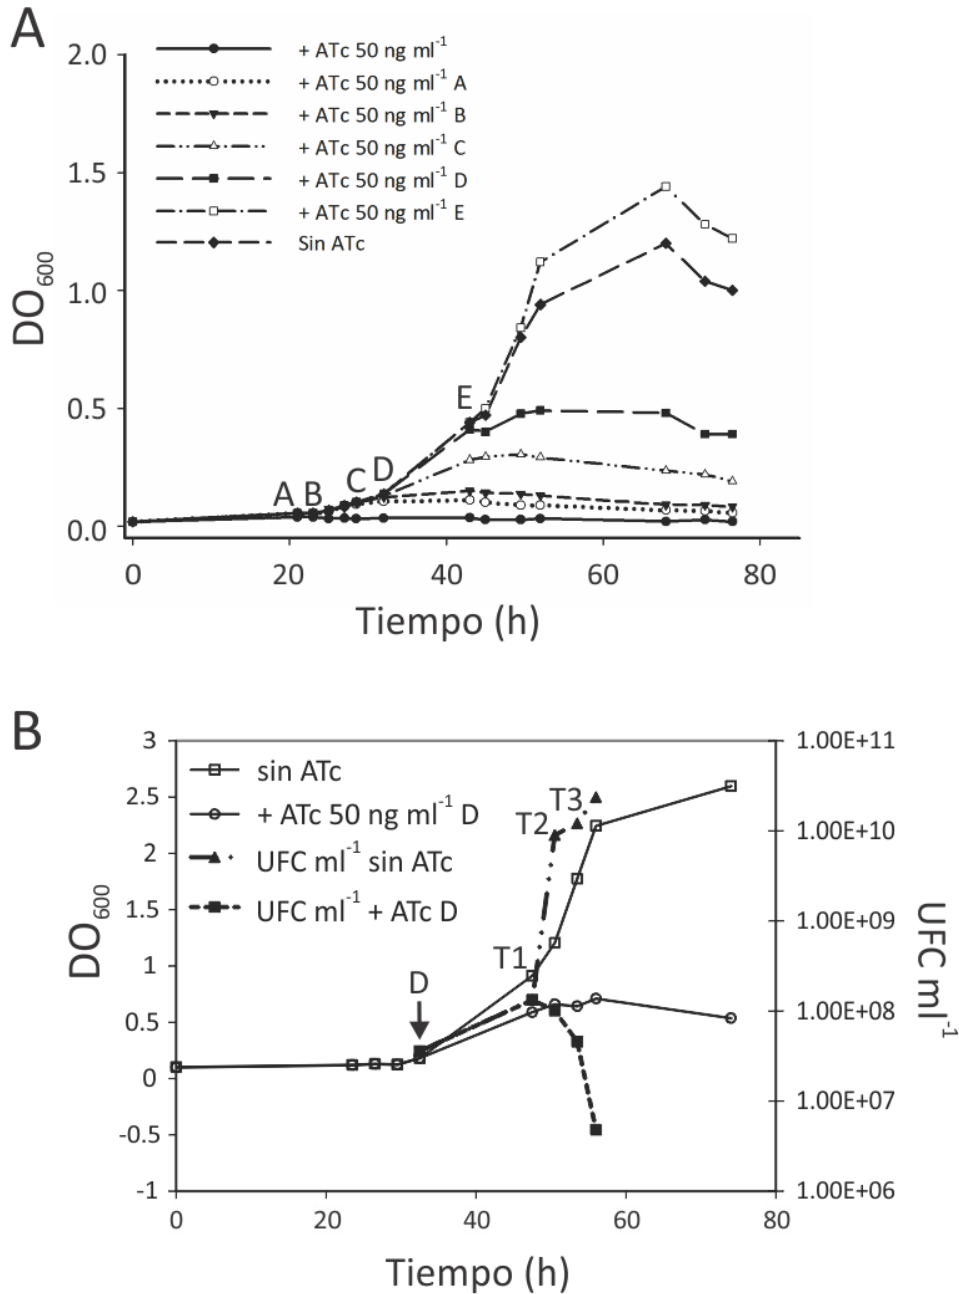 A
+ ATc 50 ng ml⁻¹
+ ATc 50 ng ml⁻¹ A
+ ATc 50 ng ml⁻¹ B
+ ATc 50 ng ml⁻¹ C
+ ATc 50 ng ml⁻¹ D
+ ATc 50 ng ml⁻¹ E
Sin ATc
2.0
1.5
1.0
0.5
0.0
DO₆₀₀
A B C D E
0 20 40 60 80
Tiempo (h)
B
sin ATc
+ ATc 50 ng ml⁻¹ D
UFC ml⁻¹ sin ATc
UFC ml⁻¹ + ATc D
3
2.5
2
1.5
1
0.5
0
-0.5
-1
DO₆₀₀
D
T1
T2
T3
1.00E+11
1.00E+10
1.00E+09
1.00E+08
1.00E+07
1.00E+06
UFC ml⁻¹
0 20 40 60 80
Tiempo (h)